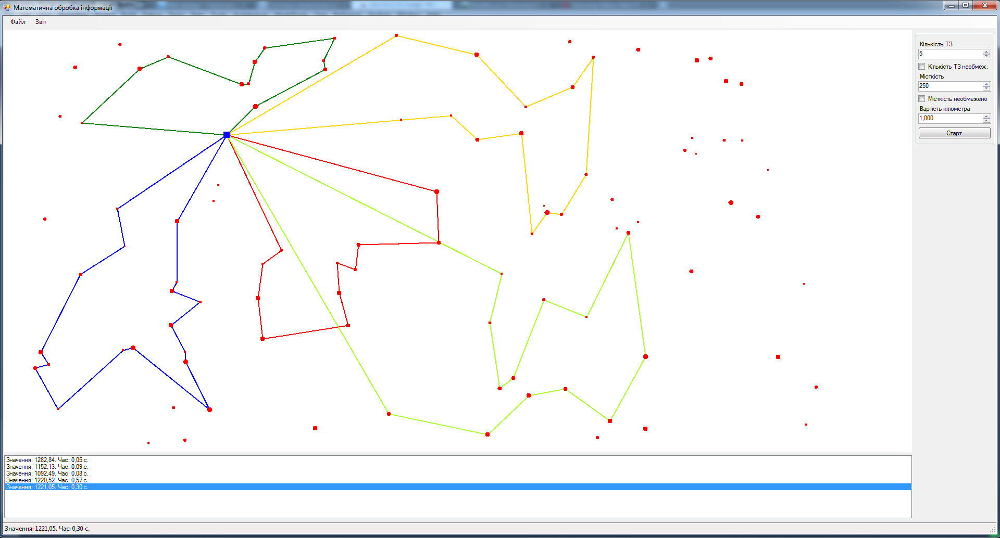 Математична обробка інформації
Файл Звіт
Кількість ТЗ
5
Кількість ТЗ необмеж.
Місткість
250
Місткість необмежено
Вартість кілометра
1,000
Старт
Значення: 1282,84. Час: 0,05 с.
Значення: 1152,13. Час: 0,09 с.
Значення: 1092,49. Час: 0,08 с.
Значення: 1220,52. Час: 0,57 с.
Значення: 1221,05. Час: 0,30 с.
Значення: 1221,05. Час: 0,30 с.